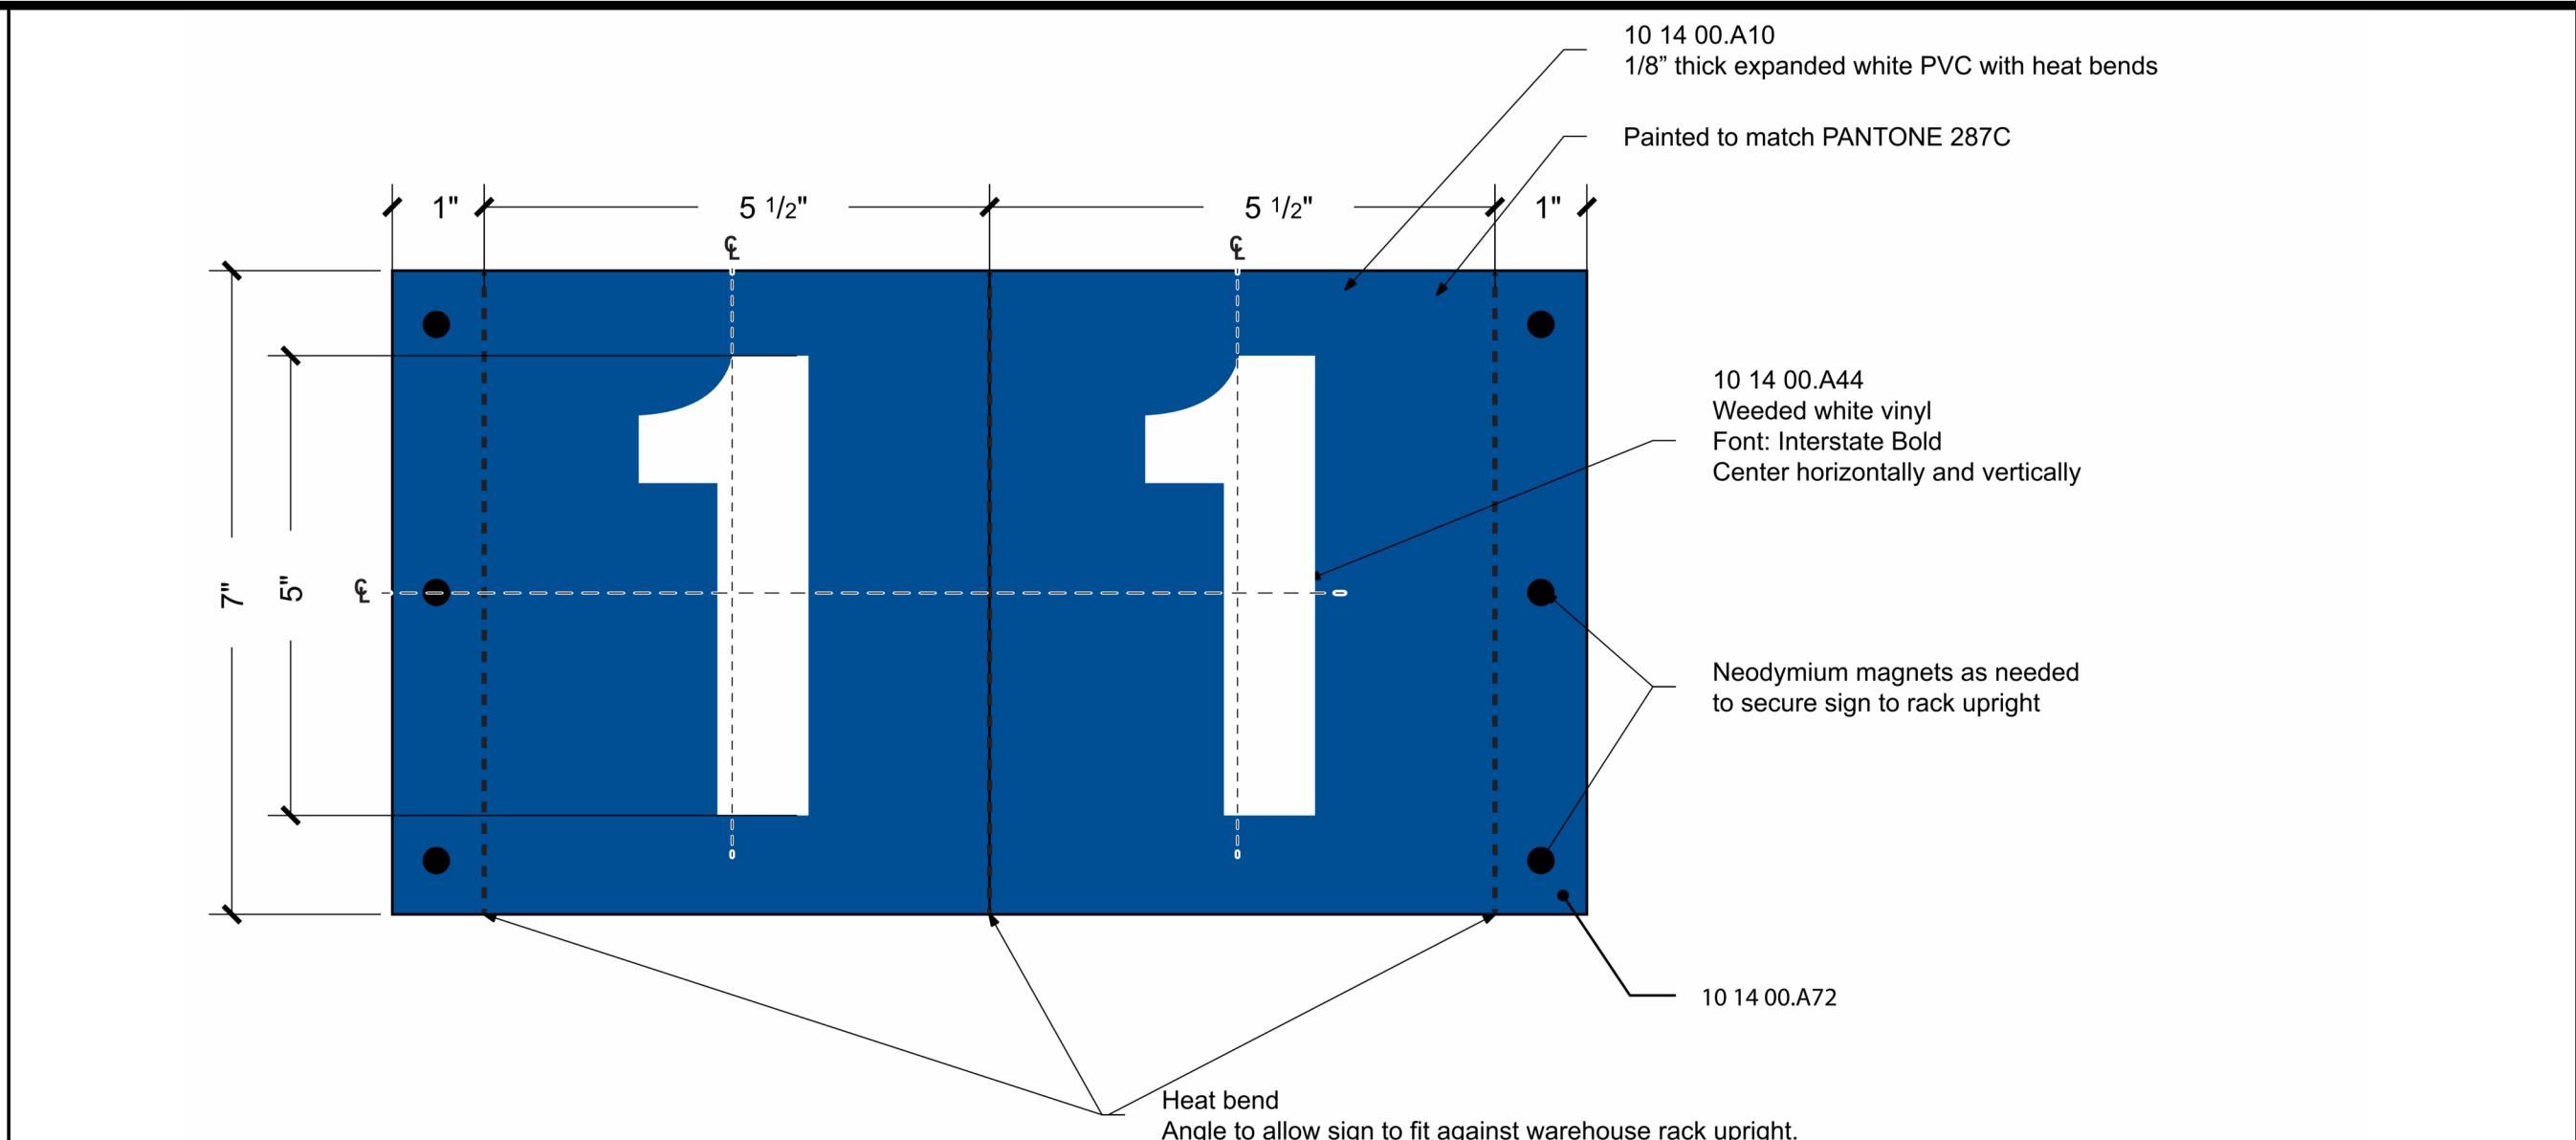 10 14 00.A10
1/8” thick expanded white PVC with heat bends
Painted to match PANTONE 287C
1" 5 1/2" 5 1/2" 1"
℄ ℄
1 1
10 14 00.A44
Weeded white vinyl
Font: Interstate Bold
Center horizontally and vertically
7" 5" ℄
Neodymium magnets as needed
to secure sign to rack upright
10 14 00.A72
Heat bend
Angle to allow sign to fit against warehouse rack upright.